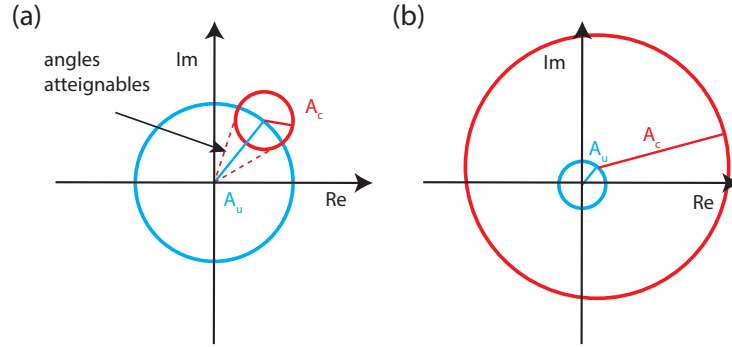 (a)
Im
angles
atteignables
A_c
A_u
Re
(b)
Im
A_c
A_u
Re